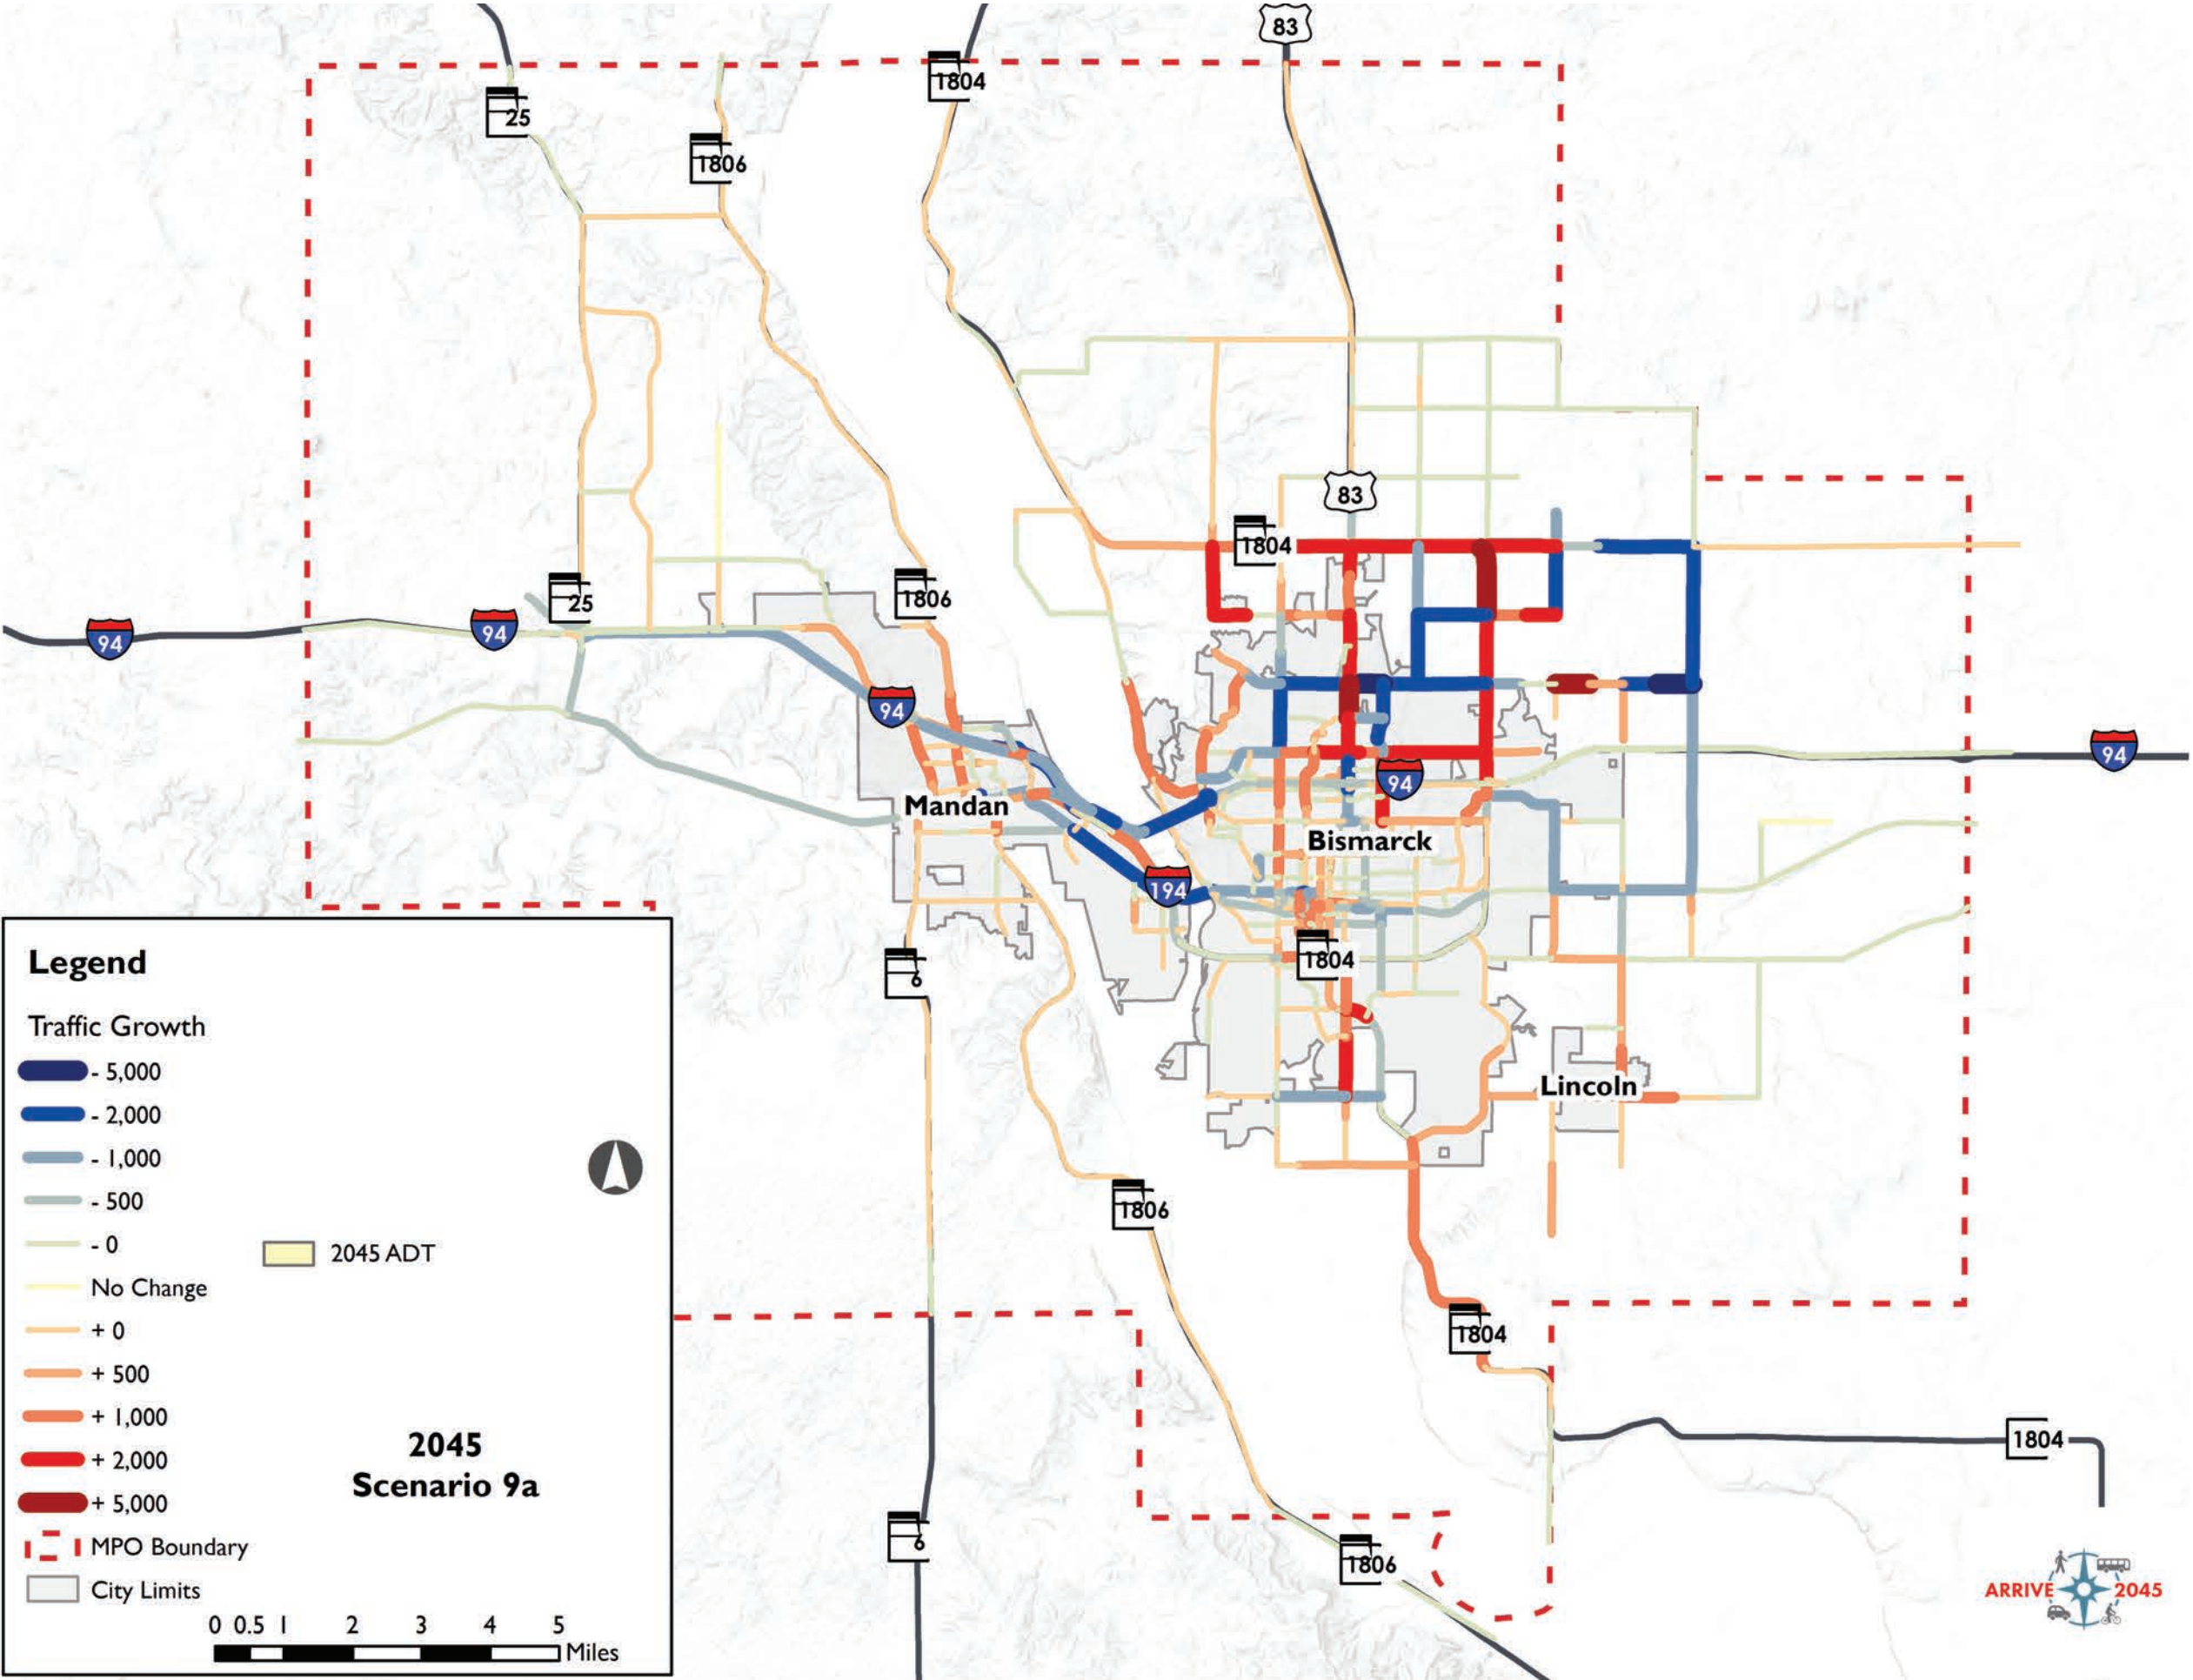 83
1804
25
1806
83
1804
25
1806
94
94
94
94
94
Mandan
Bismarck
194
1804
6
Lincoln
1806
1804
1804
6
1806
Legend
Traffic Growth
- 5,000
- 2,000
- 1,000
- 500
- 0
2045 ADT
No Change
+ 0
+ 500
+ 1,000
+ 2,000
+ 5,000
MPO Boundary
City Limits
2045
Scenario 9a
0 0.5 1 2 3 4 5
Miles
ARRIVE 2045